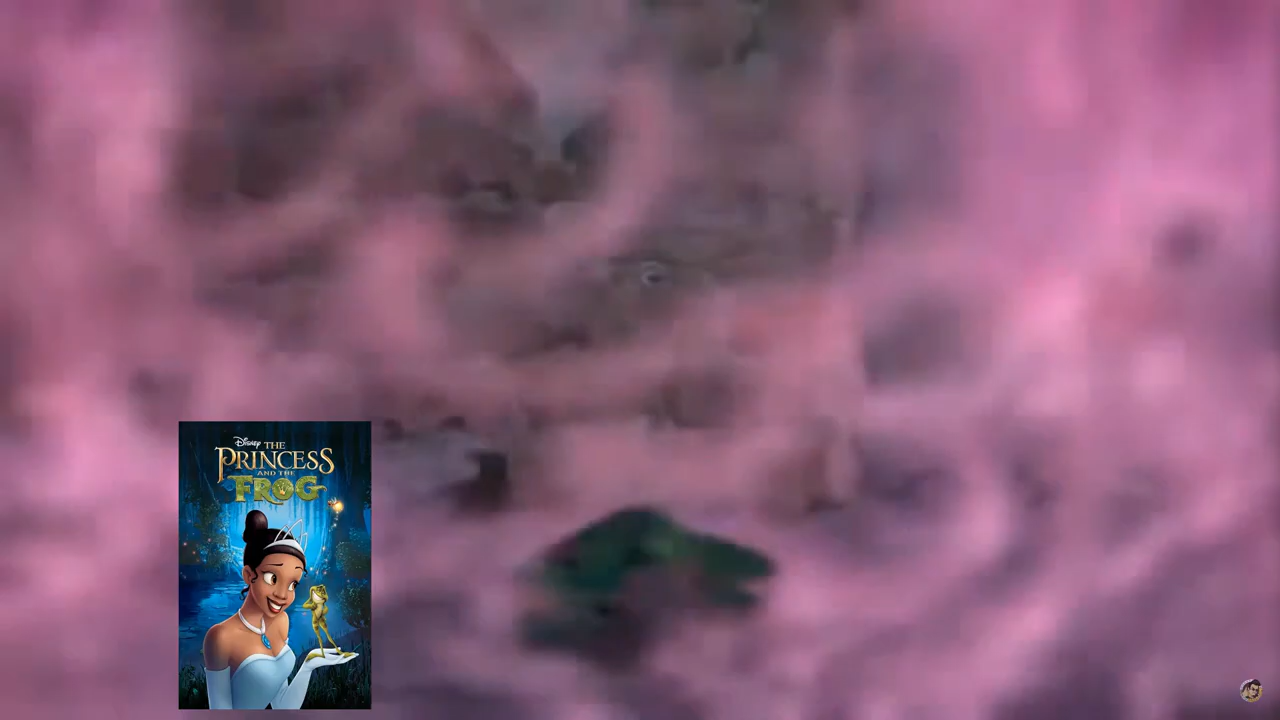 Disney THE
PRINCESS
AND THE
FROG